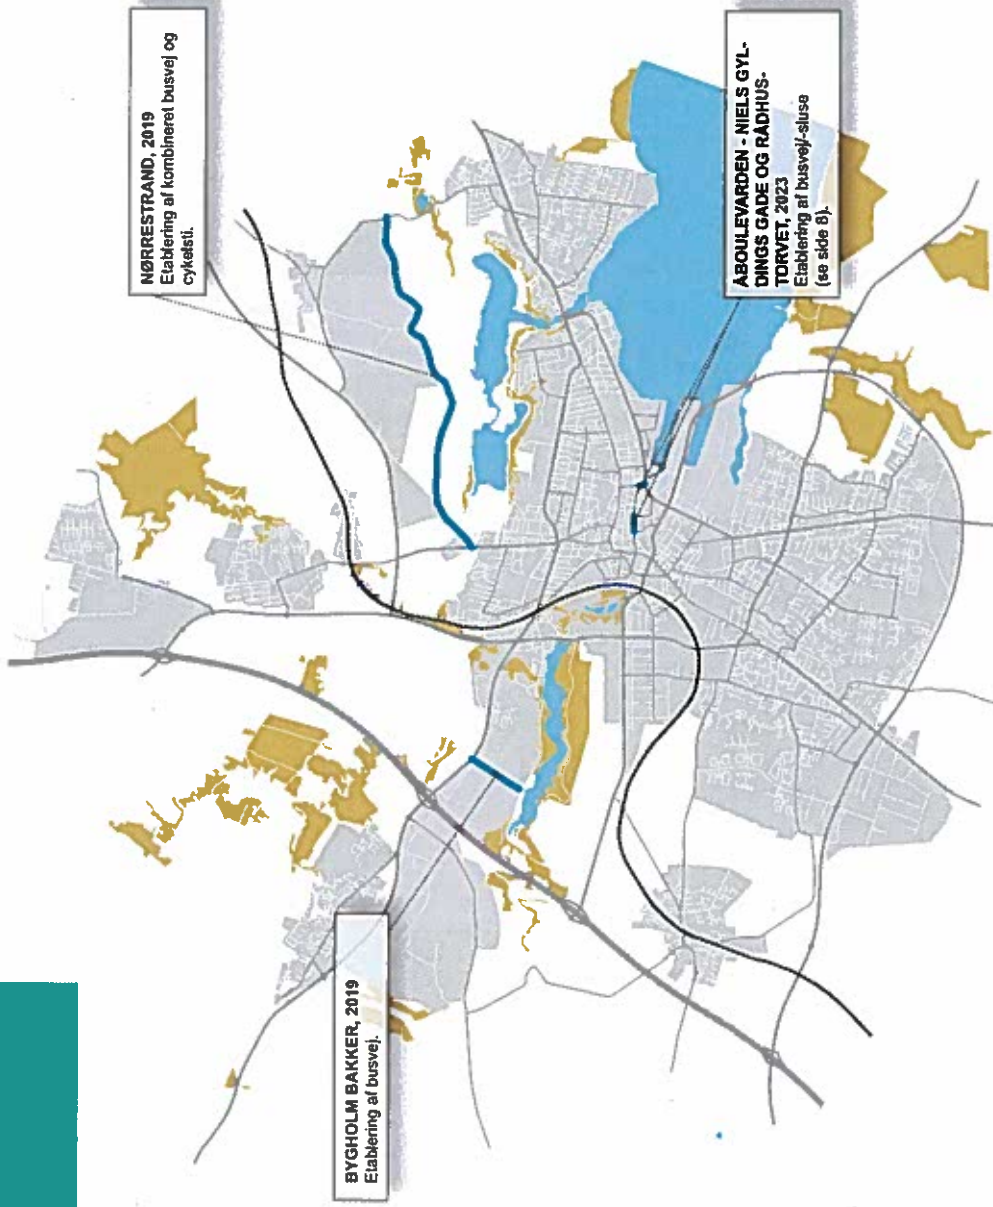 NØRRESTRAND, 2019
Etablering af kombineret busvej og
cykelsti.
ÅBOULEVARDEN - NIELS GYL-
DINGS GADE OG RÅDHUS-
TORVET, 2023
Etablering af busvej/-sluse
(se side 8).
BYGHOLM BAKKER, 2019
Etablering af busvej.